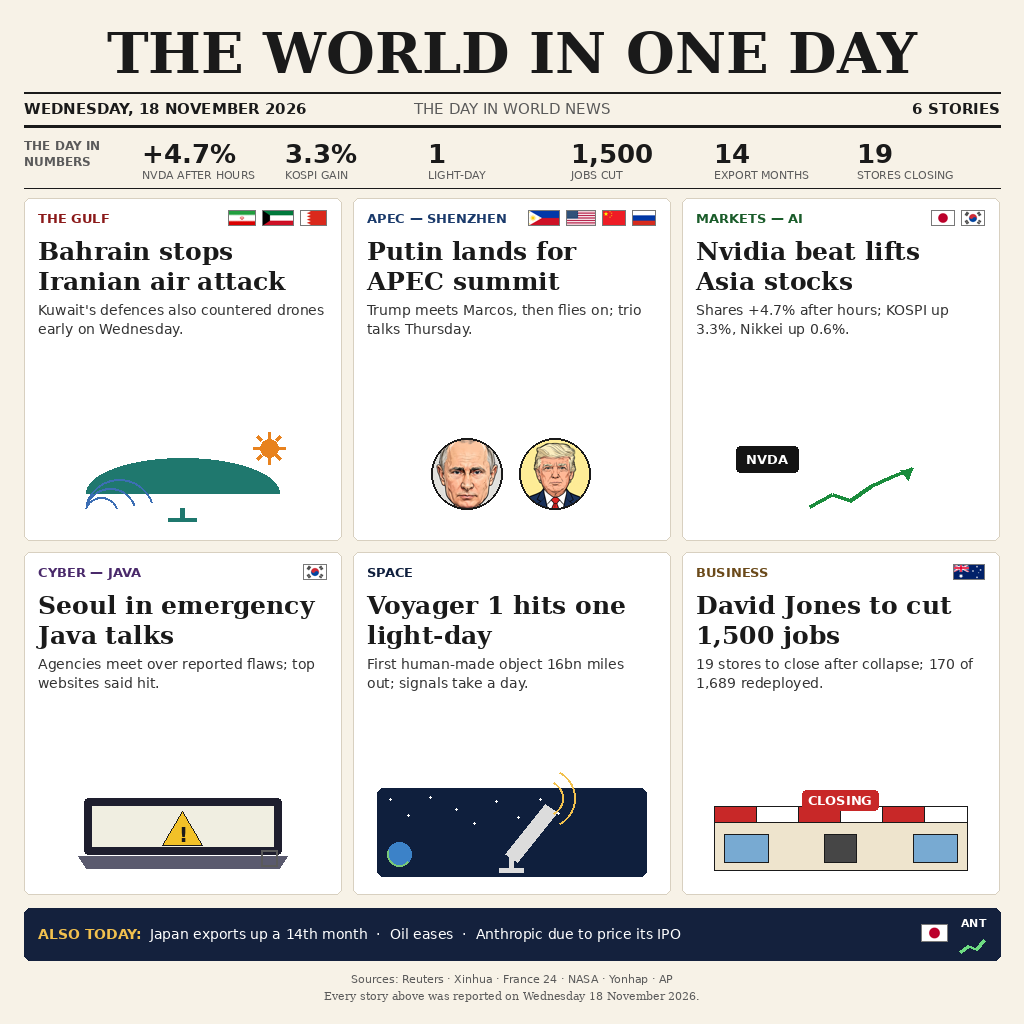 THE WORLD IN ONE DAY
WEDNESDAY, 18 NOVEMBER 2026
THE DAY IN WORLD NEWS
6 STORIES
THE DAY IN
NUMBERS
+4.7%
NVDA AFTER HOURS
3.3%
KOSPI GAIN
1
LIGHT-DAY
1,500
JOBS CUT
14
EXPORT MONTHS
19
STORES CLOSING
THE GULF
Bahrain stops
Iranian air attack
Kuwait's defences also countered drones
early on Wednesday.
APEC — SHENZHEN
Putin lands for
APEC summit
Trump meets Marcos, then flies on; trio
talks Thursday.
MARKETS — AI
Nvidia beat lifts
Asia stocks
Shares +4.7% after hours; KOSPI up
3.3%, Nikkei up 0.6%.
NVDA
CYBER — JAVA
Seoul in emergency
Java talks
Agencies meet over reported flaws; top
websites said hit.
!
SPACE
Voyager 1 hits one
light-day
First human-made object 16bn miles
out; signals take a day.
BUSINESS
David Jones to cut
1,500 jobs
19 stores to close after collapse; 170 of
1,689 redeployed.
CLOSING
ALSO TODAY: Japan exports up a 14th month · Oil eases · Anthropic due to price its IPO
ANT
Sources: Reuters · Xinhua · France 24 · NASA · Yonhap · AP
Every story above was reported on Wednesday 18 November 2026.